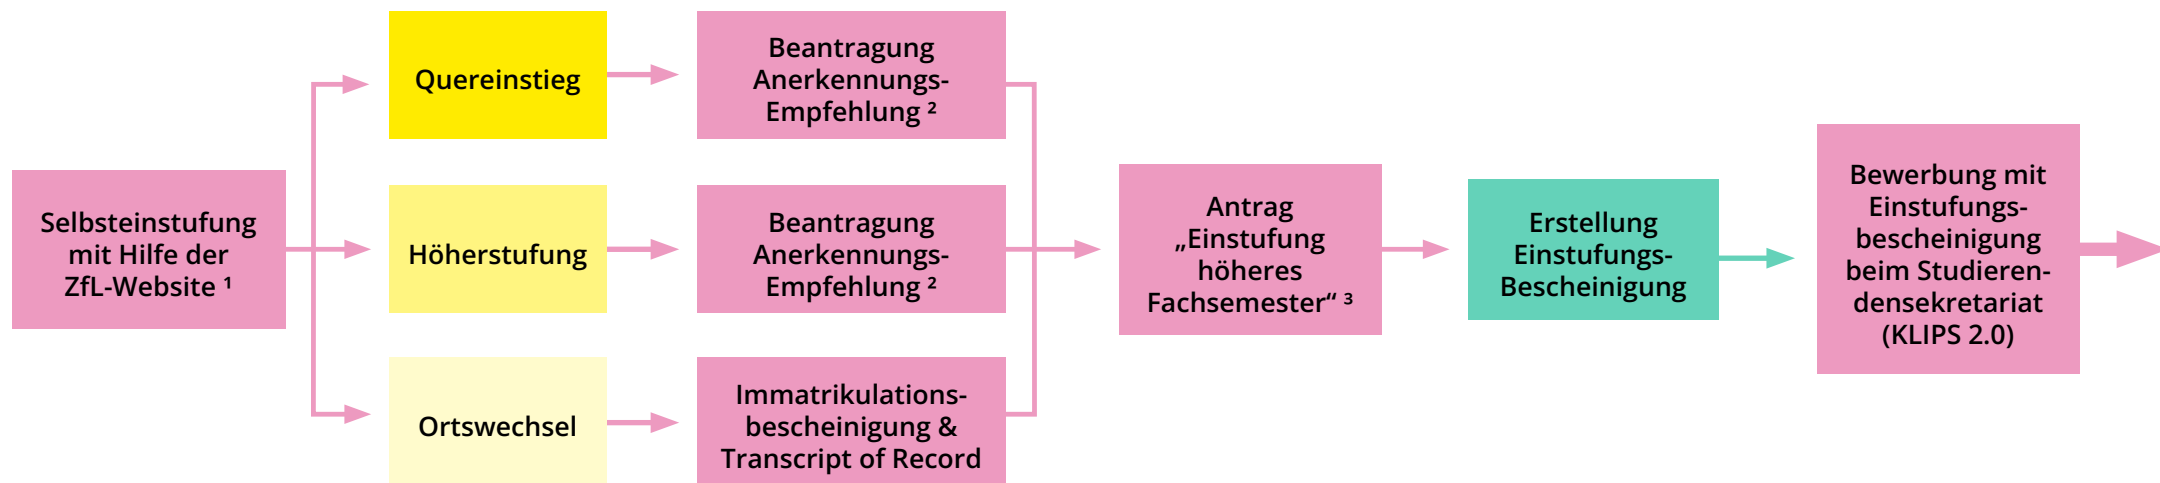 Selbsteinstufung
mit Hilfe der
ZfL-Website ¹
Quereinstieg
Beantragung
Anerkennungs-
Empfehlung ²
Höherstufung
Beantragung
Anerkennungs-
Empfehlung ²
Ortswechsel
Immatrikulations-
bescheinigung &
Transcript of Record
Antrag
„Einstufung
höheres
Fachsemester“ ³
Erstellung
Einstufungs-
Bescheinigung
Bewerbung mit
Einstufungs-
bescheinigung
beim Studieren-
densekretariat
(KLIPS 2.0)